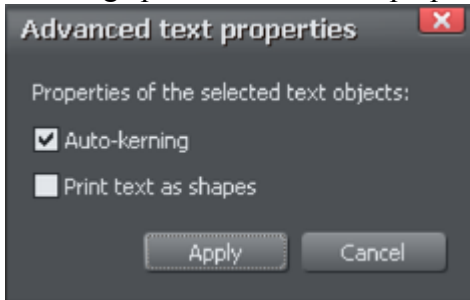 Advanced text properties
Properties of the selected text objects:
Auto-kerning
Print text as shapes
Apply Cancel